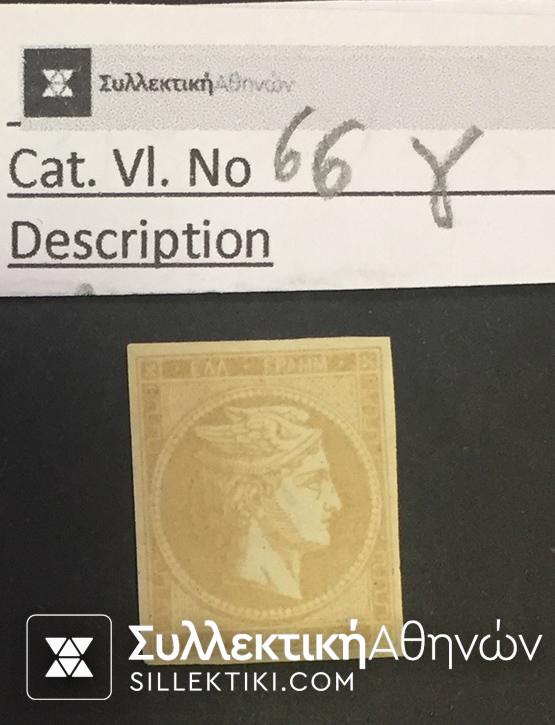 ΣυλλεκτικήΑθηνών
Cat. Vl. No 66 γ
Description
ΕΛΛ ΓΡΑΜΜ
ΣυλλεκτικήΑθηνών
SILLEKTIKI.COM